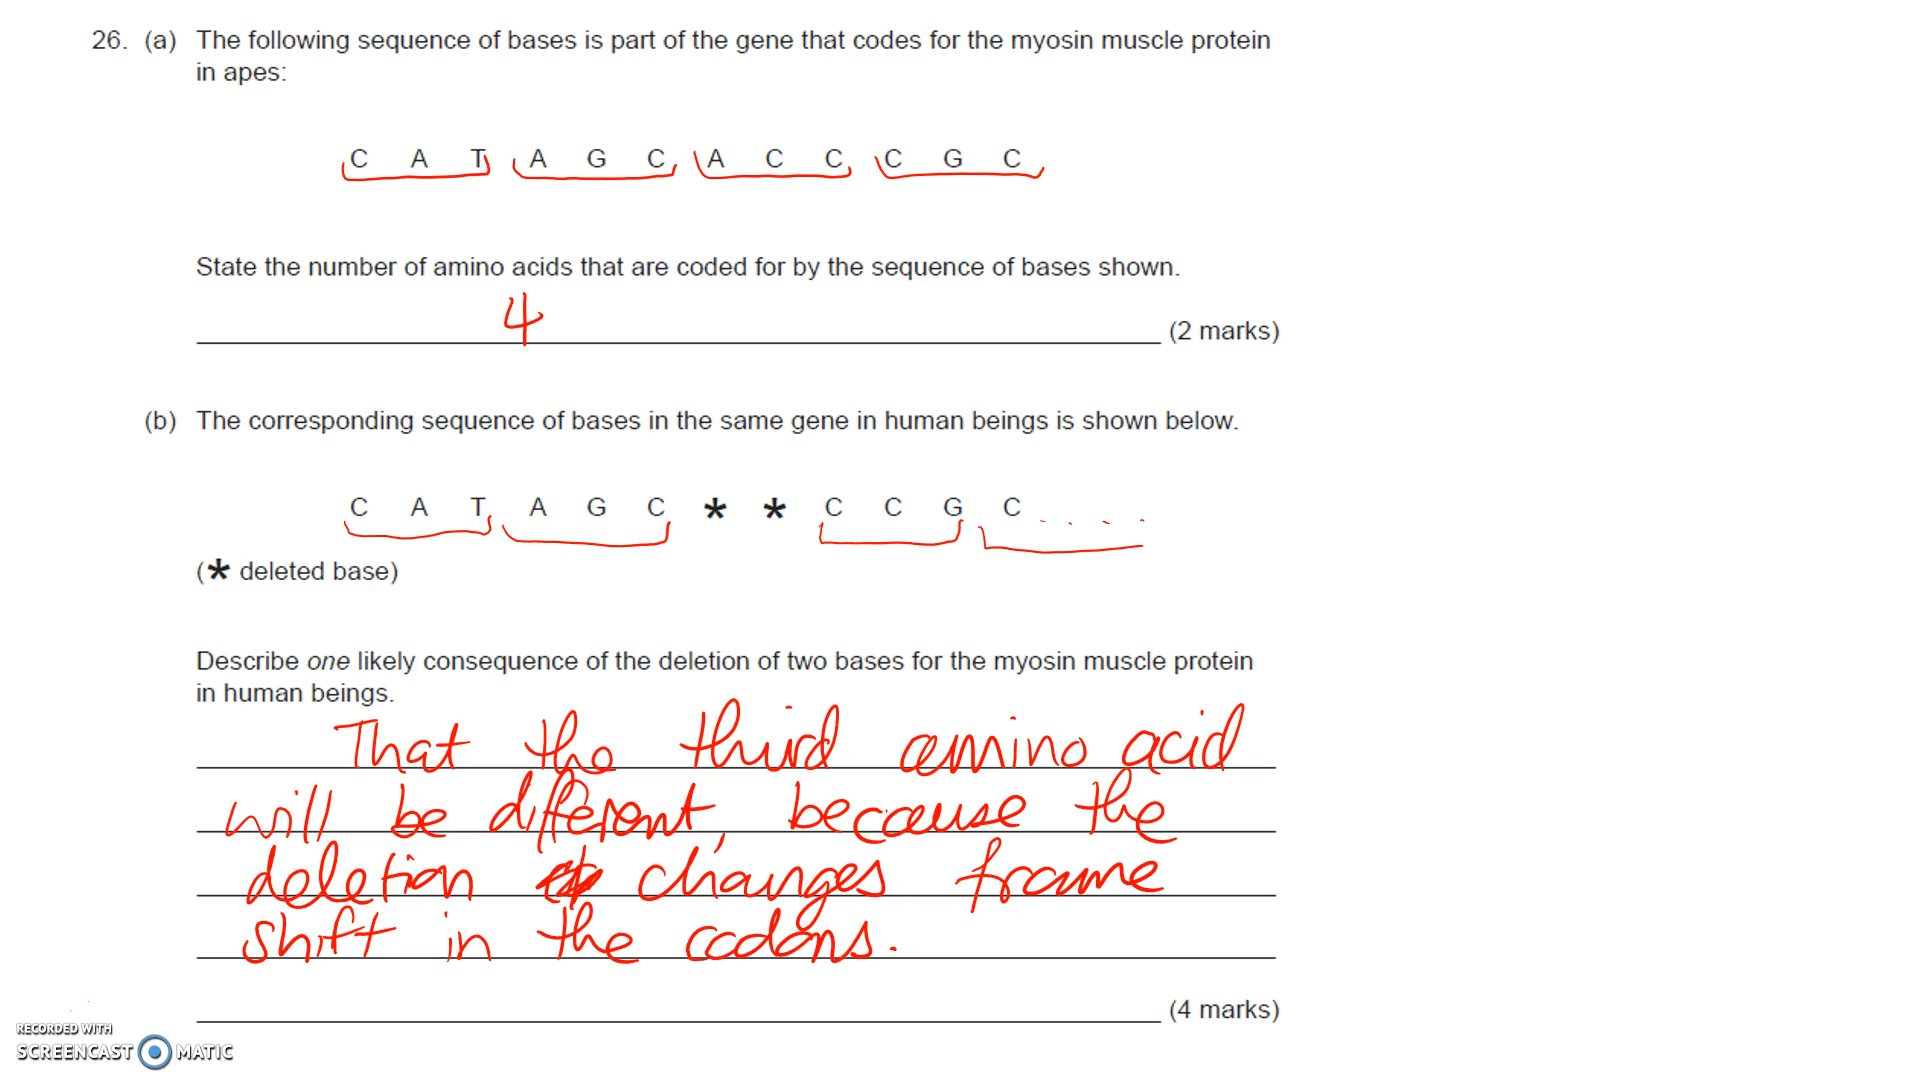 26. (a) The following sequence of bases is part of the gene that codes for the myosin muscle protein
in apes:
C A T A G C A C C C G C
State the number of amino acids that are coded for by the sequence of bases shown.
4
(2 marks)
(b) The corresponding sequence of bases in the same gene in human beings is shown below.
C A T A G C * * C C G C
(* deleted base)
Describe one likely consequence of the deletion of two bases for the myosin muscle protein
in human beings.
That the third amino acid
will be different, because the
deletion changes frame
shift in the codons.
(4 marks)
RECORDED WITH
SCREENCAST MATIC